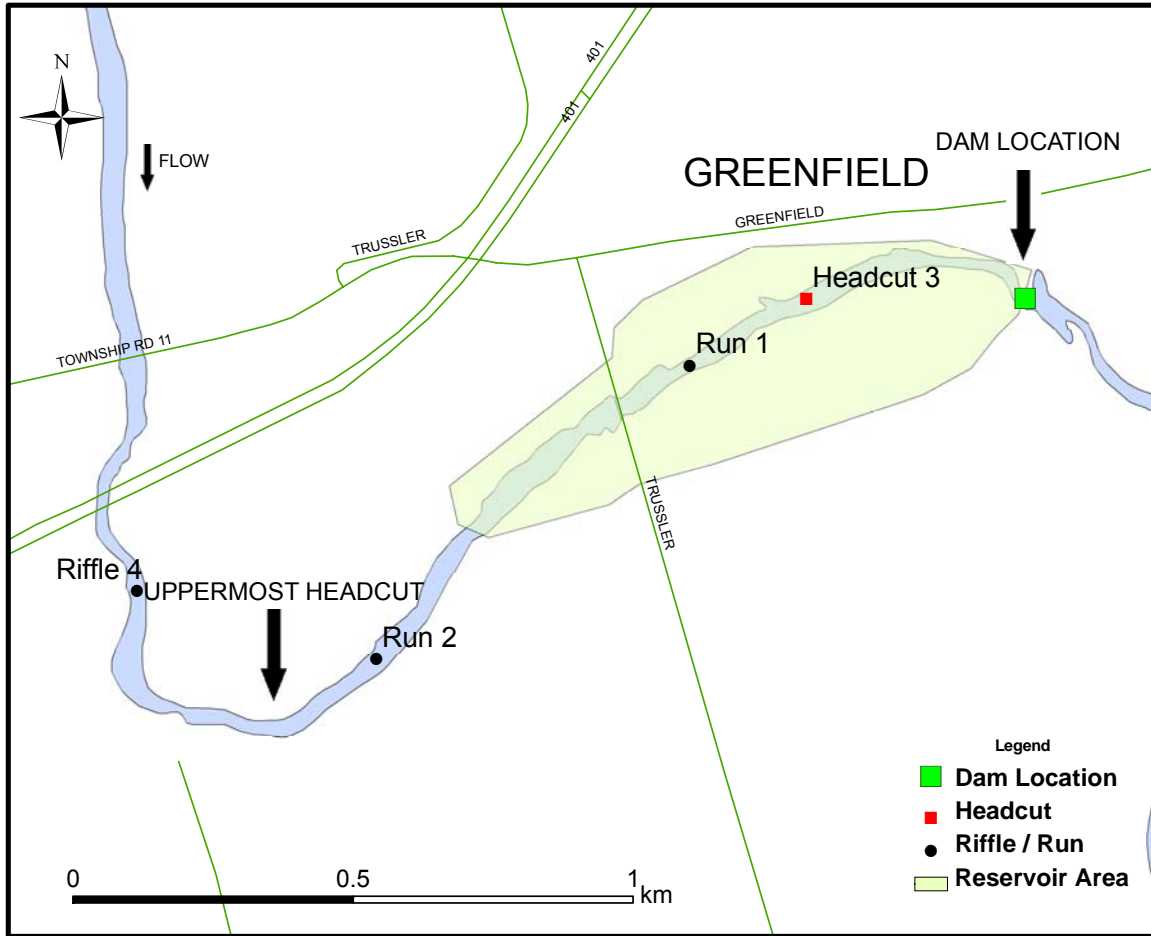 N
FLOW
401
401
DAM LOCATION
GREENFIELD
GREENFIELD
TRUSSLER
TOWNSHIP RD 11
Headcut 3
Run 1
TRUSSLER
Riffle 4
UPPERMOST HEADCUT
Run 2
Legend
Dam Location
Headcut
Riffle / Run
Reservoir Area
0 0.5 1
km